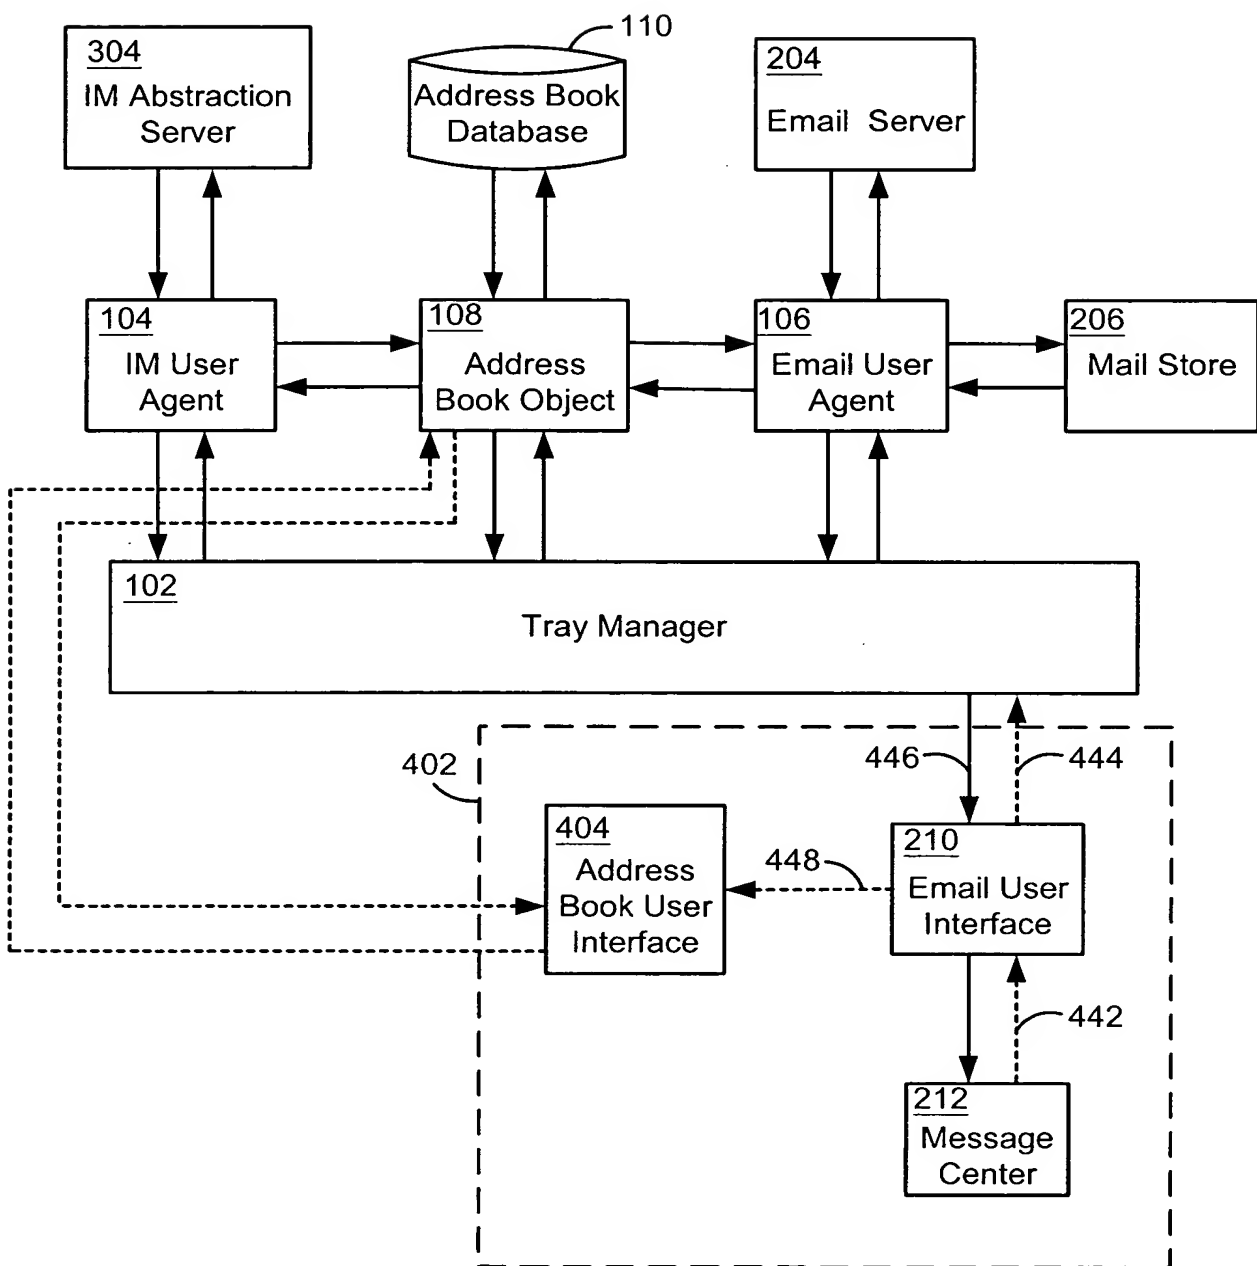 110
304
IM Abstraction
Server
Address Book
Database
204
Email Server
104
IM User
Agent
108
Address
Book Object
106
Email User
Agent
206
Mail Store
102
Tray Manager
402
446
444
404
Address
Book User
Interface
448
210
Email User
Interface
442
212
Message
Center